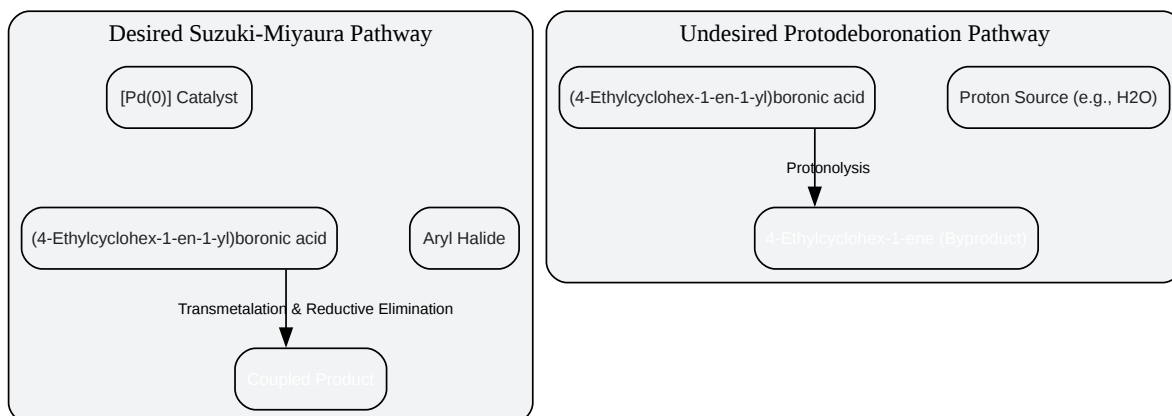 Desired Suzuki-Miyaura Pathway
[Pd(0)] Catalyst
(4-Ethylcyclohex-1-en-1-yl)boronic acid
Aryl Halide
Transmetalation & Reductive Elimination
Coupled Product
Undesired Protodeboronation Pathway
(4-Ethylcyclohex-1-en-1-yl)boronic acid
Proton Source (e.g., H2O)
Protonolysis
4-Ethylcyclohex-1-ene (Byproduct)